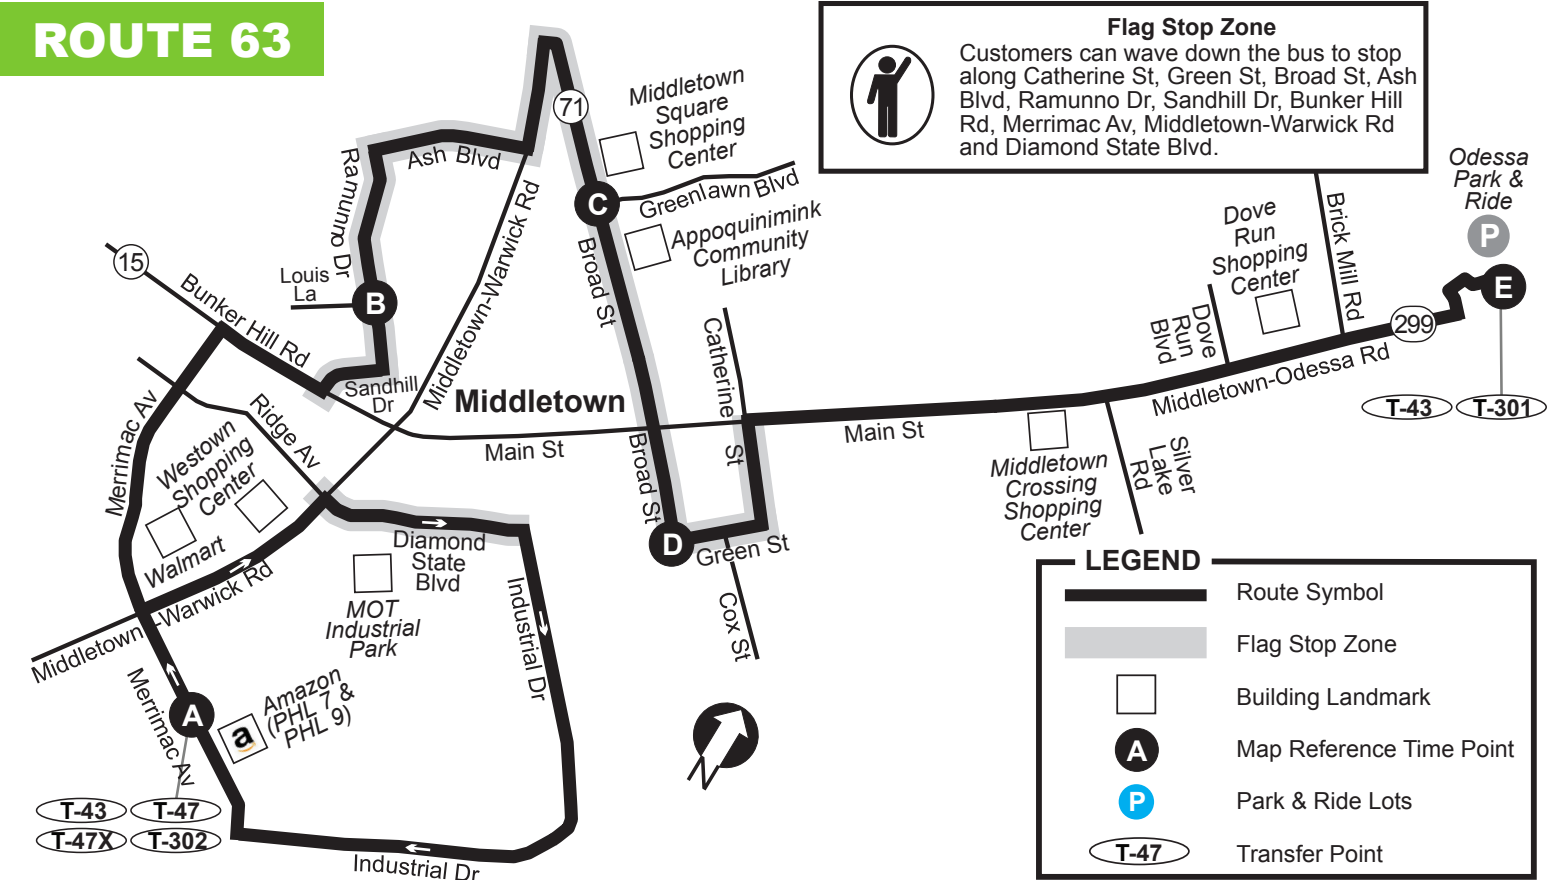 ROUTE 63
Flag Stop Zone
Customers can wave down the bus to stop
along Catherine St, Green St, Broad St, Ash
Blvd, Ramunno Dr, Sandhill Dr, Bunker Hill
Rd, Merrimac Av, Middletown-Warwick Rd
and Diamond State Blvd.
71
Middletown
Square
Shopping
Center
Ash Blvd
Ramunno Dr
Greenlawn Blvd
C
Appoquinimink
Community
Library
Odessa
Park &
Ride
P
E
Brick Mill Rd
Dove
Run
Shopping
Center
15
Bunker Hill Rd
Louis
La
B
Middletown-Warwick Rd
Broad St
Catherine
St
Dove
Run
Blvd
299
Middletown-Odessa Rd
T-43
T-301
Sandhill
Dr
Middletown
Main St
Main St
Merrimac Av
Ridge Av
Westown
Shopping
Center
Walmart
Broad St
Middletown
Crossing
Shopping
Center
Silver
Lake
Rd
D
Green St
Cox St
Diamond
State
Blvd
MOT
Industrial
Park
Industrial Dr
Middletown-Warwick Rd
Merrimac Av
A
a
Amazon
(PHL 7 &
PHL 9)
N
T-43
T-47
T-47X
T-302
Industrial Dr
LEGEND
Route Symbol
Flag Stop Zone
Building Landmark
A
Map Reference Time Point
P
Park & Ride Lots
T-47
Transfer Point